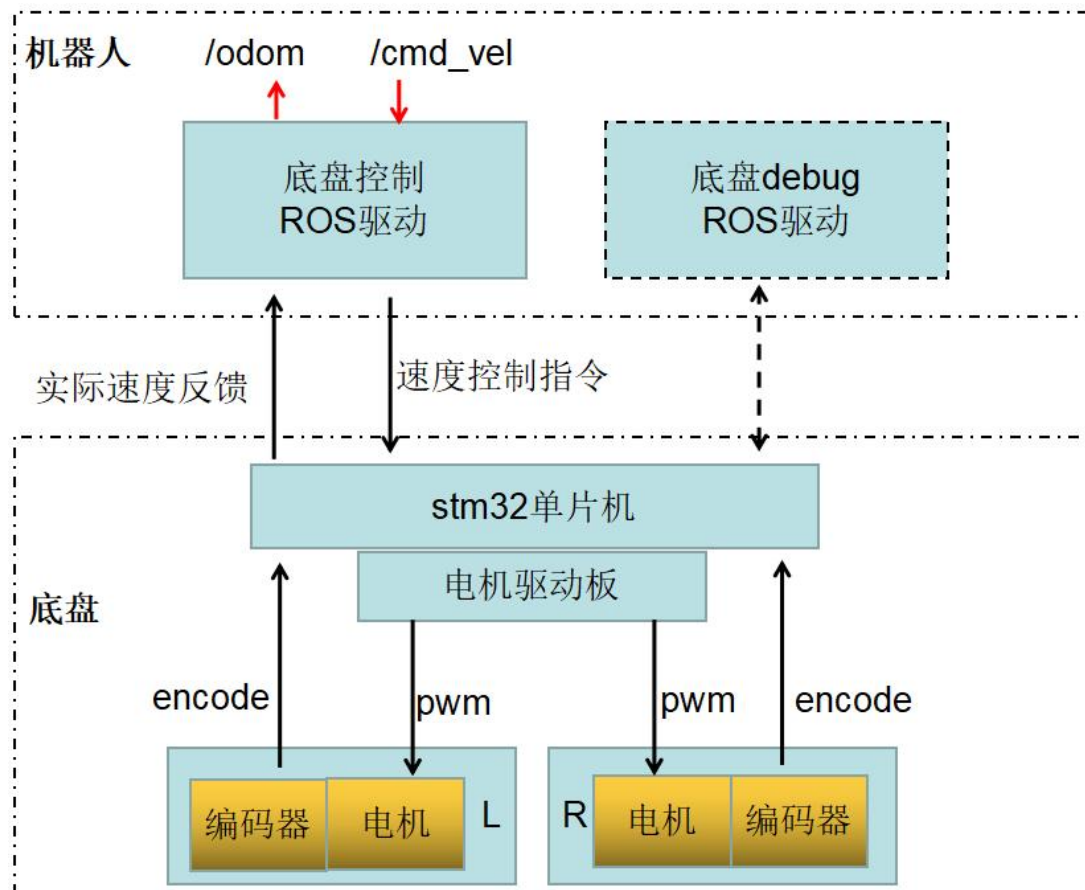 机器人
/odom
/cmd_vel
底盘控制
ROS驱动
底盘debug
ROS驱动
实际速度反馈
速度控制指令
stm32单片机
电机驱动板
底盘
encode
pwm
pwm
encode
编码器
电机
L
R
电机
编码器